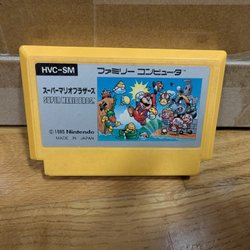 HVC-SM
ファミリー コンピュータ
スーパーマリオブラザーズ
SUPER MARIO BROS.
© 1985 Nintendo
MADE IN JAPAN